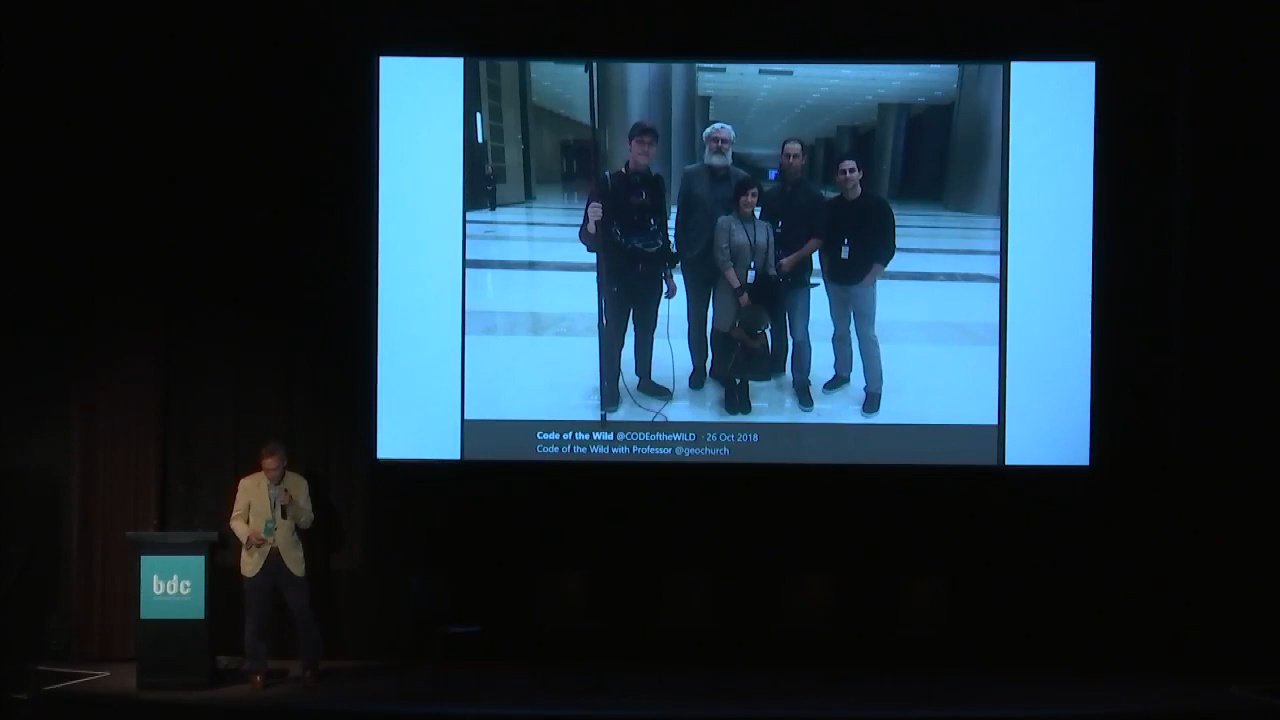 Code of the Wild @CODEoftheWILD · 26 Oct 2018
Code of the Wild with Professor @geochurch
bdc